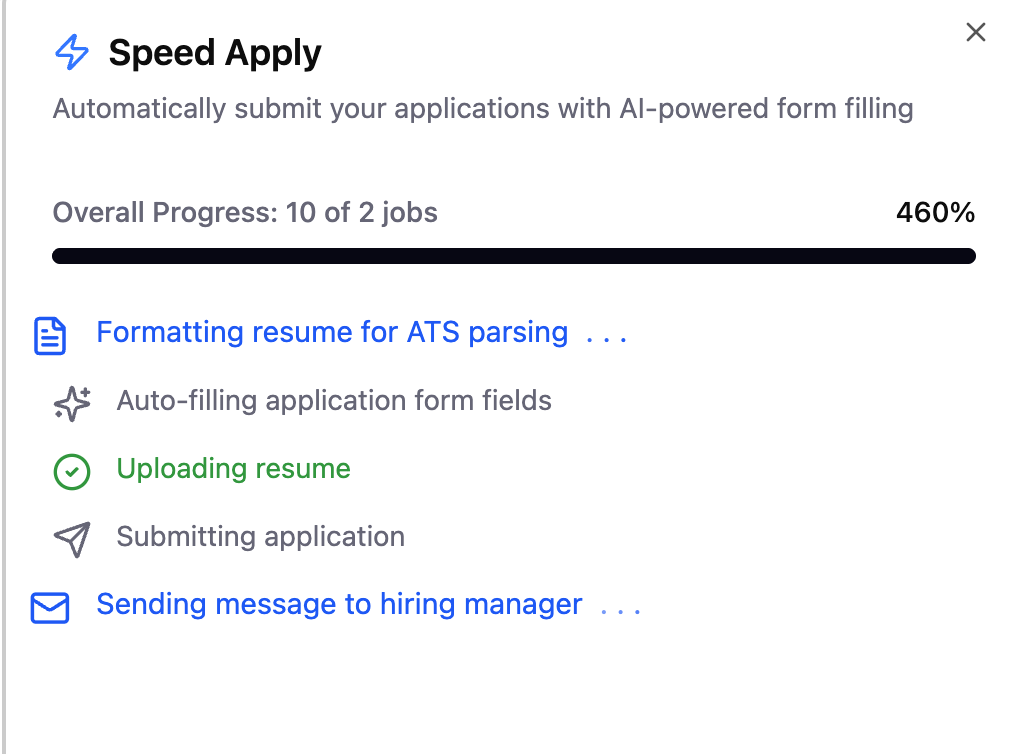 Speed Apply
Automatically submit your applications with AI-powered form filling
Overall Progress: 10 of 2 jobs 460%
Formatting resume for ATS parsing ...
Auto-filling application form fields
Uploading resume
Submitting application
Sending message to hiring manager ...